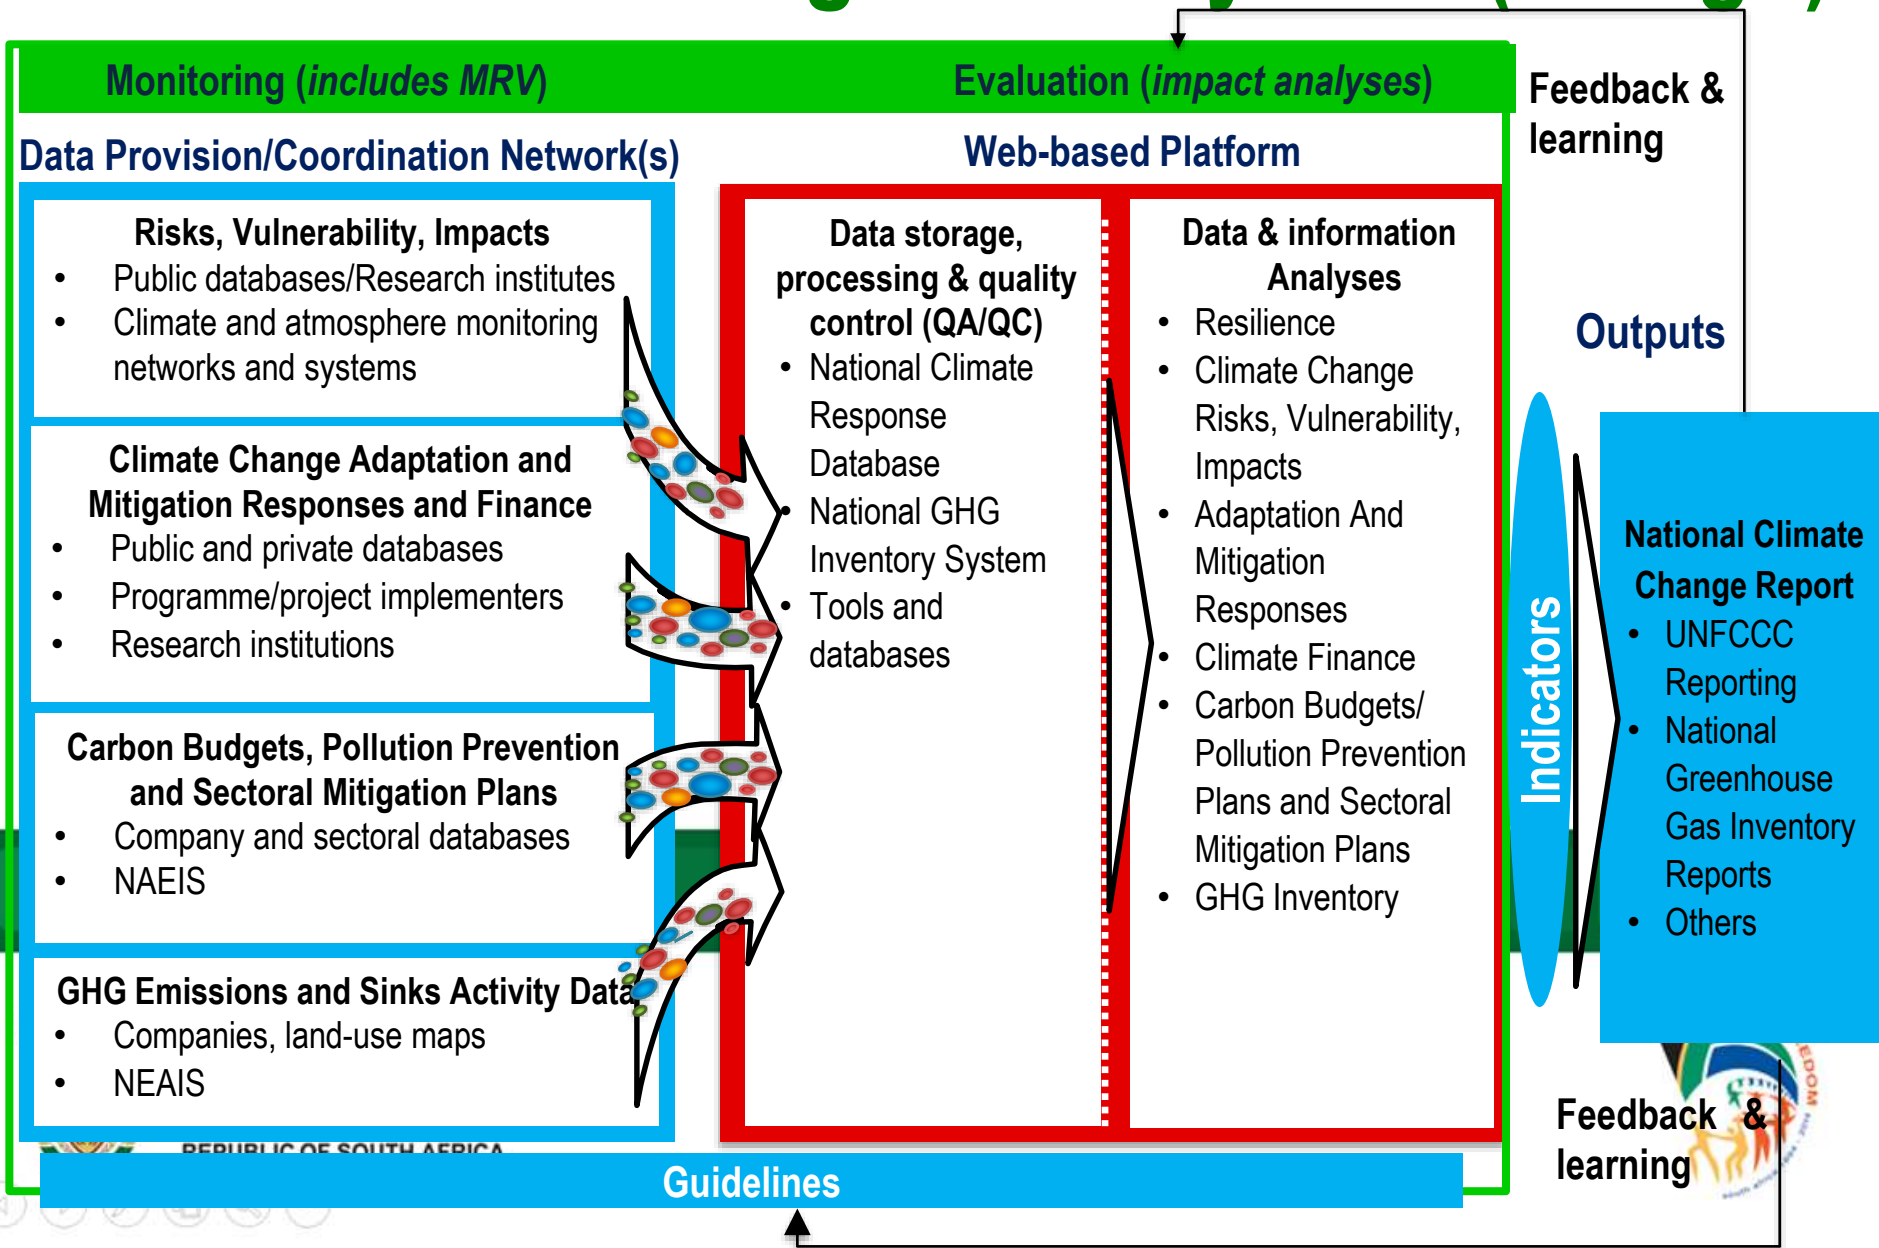 Monitoring (includes MRV)
Evaluation (impact analyses)
Feedback &
learning
Data Provision/Coordination Network(s)
Web-based Platform
Risks, Vulnerability, Impacts
• Public databases/Research institutes
• Climate and atmosphere monitoring
networks and systems
Climate Change Adaptation and
Mitigation Responses and Finance
• Public and private databases
• Programme/project implementers
• Research institutions
Carbon Budgets, Pollution Prevention
and Sectoral Mitigation Plans
• Company and sectoral databases
• NAEIS
GHG Emissions and Sinks Activity Data
• Companies, land-use maps
• NEAIS
Data storage,
processing & quality
control (QA/QC)
• National Climate
Response
Database
• National GHG
Inventory System
• Tools and
databases
Data & information
Analyses
• Resilience
• Climate Change
Risks, Vulnerability,
Impacts
• Adaptation And
Mitigation
Responses
• Climate Finance
• Carbon Budgets/
Pollution Prevention
Plans and Sectoral
Mitigation Plans
• GHG Inventory
Indicators
Outputs
National Climate
Change Report
• UNFCCC
Reporting
• National
Greenhouse
Gas Inventory
Reports
• Others
Feedback &
learning
REPUBLIC OF SOUTH AFRICA
Guidelines